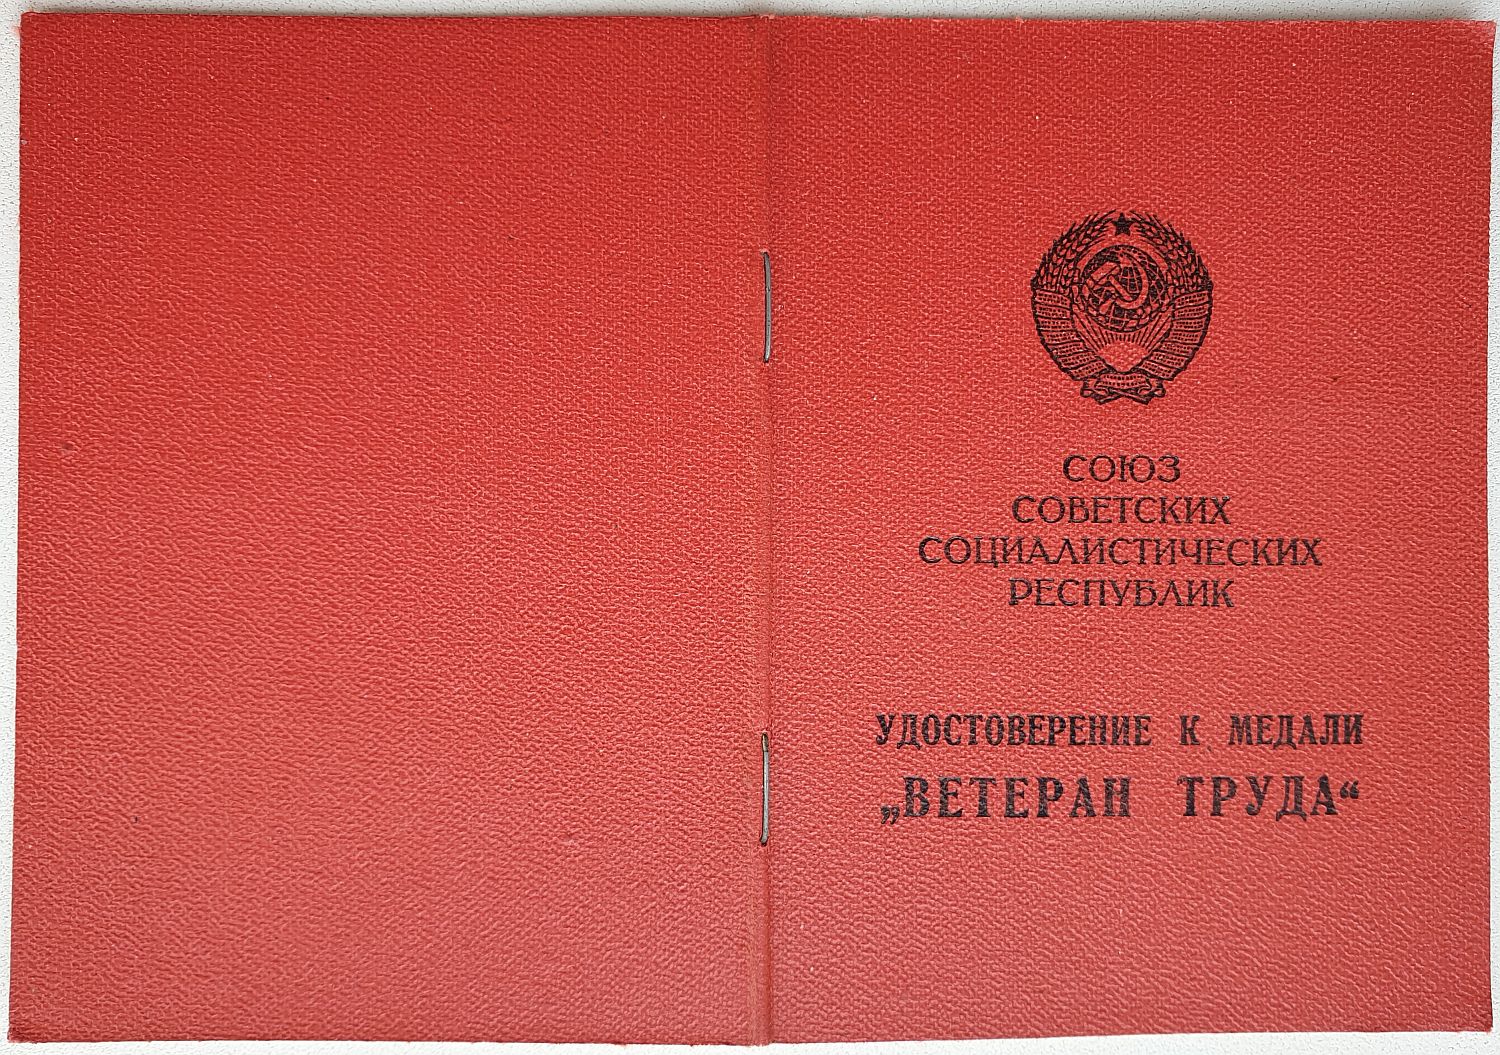 СОЮЗ
СОВЕТСКИХ
СОЦИАЛИСТИЧЕСКИХ
РЕСПУБЛИК
УДОСТОВЕРЕНИЕ К МЕДАЛИ
„ВЕТЕРАН ТРУДА“